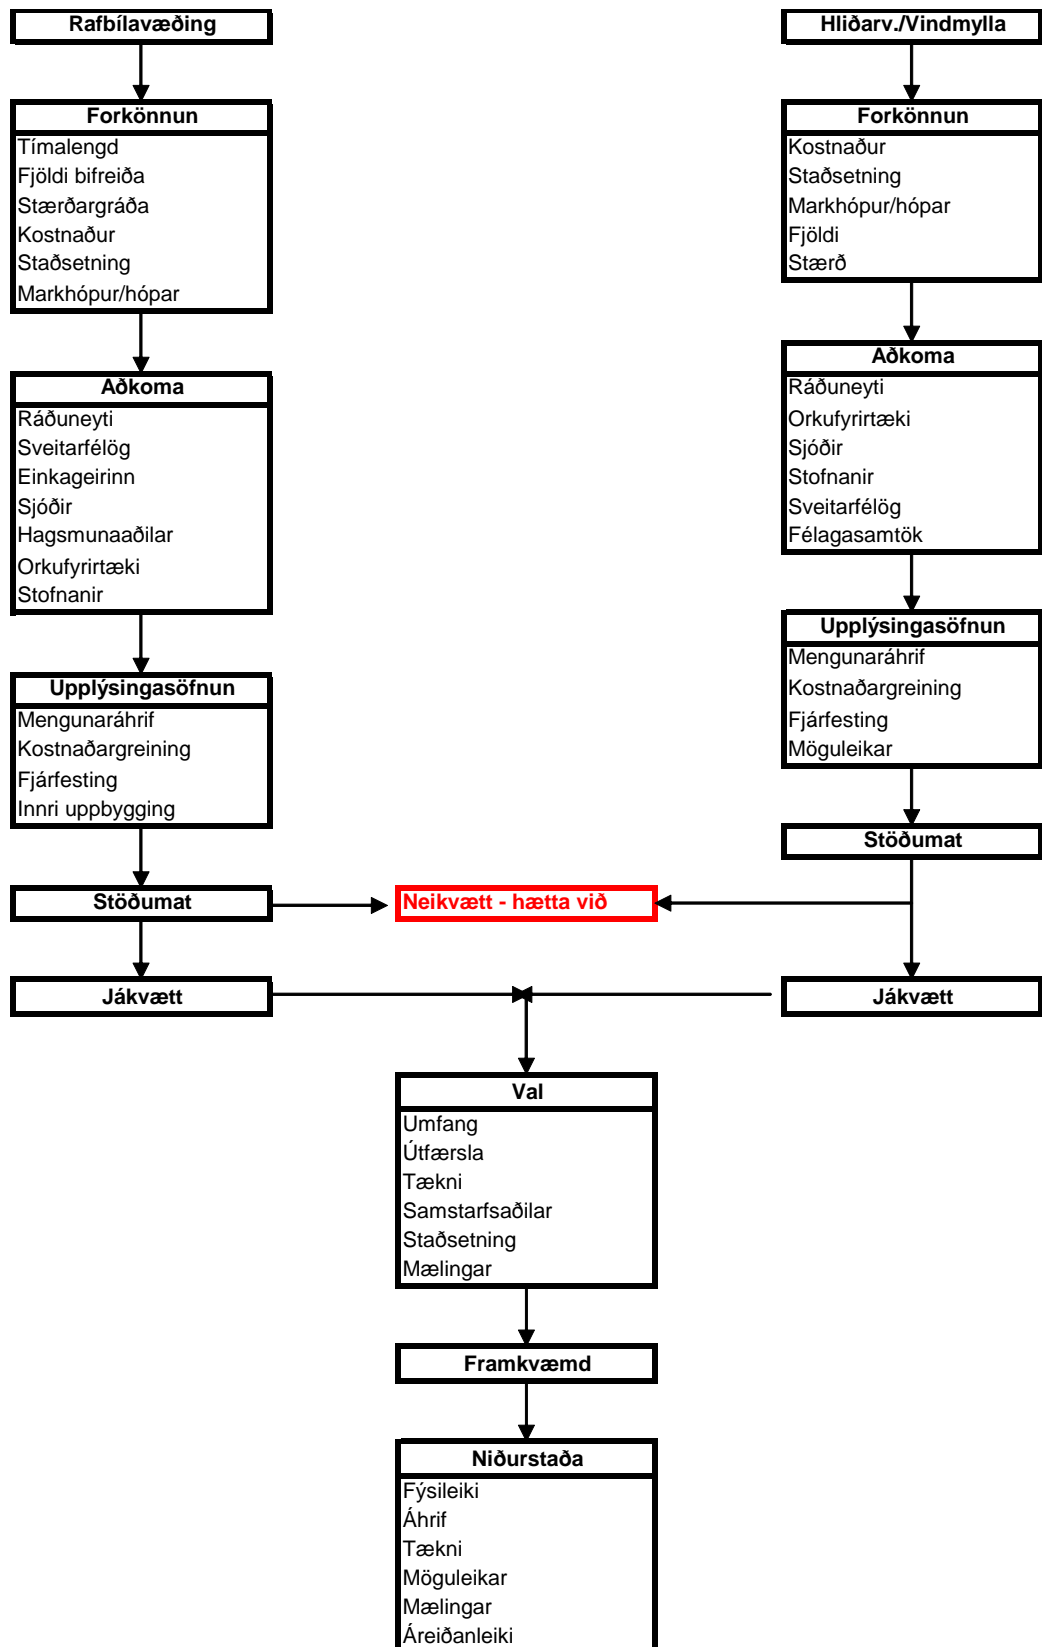 Rafbílavæðing
Forkönnun
Tímalengd
Fjöldi bifreiða
Stærðargráða
Kostnaður
Staðsetning
Markhópur/hópar
Aðkoma
Ráðuneyti
Sveitarfélög
Einkageirinn
Sjóðir
Hagsmunaaðilar
Orkufyrirtæki
Stofnanir
Upplýsingasöfnun
Mengunaráhrif
Kostnaðargreining
Fjárfesting
Innri uppbygging
Stöðumat
Jákvætt
Hliðarv./Vindmylla
Forkönnun
Kostnaður
Staðsetning
Markhópur/hópar
Fjöldi
Stærð
Aðkoma
Ráðuneyti
Orkufyrirtæki
Sjóðir
Stofnanir
Sveitarfélög
Félagasamtök
Upplýsingasöfnun
Mengunaráhrif
Kostnaðargreining
Fjárfesting
Möguleikar
Stöðumat
Jákvætt
Neikvætt - hætta við
Val
Umfang
Útfærsla
Tækni
Samstarfsaðilar
Staðsetning
Mælingar
Framkvæmd
Niðurstaða
Fýsileiki
Áhrif
Tækni
Möguleikar
Mælingar
Áreiðanleiki